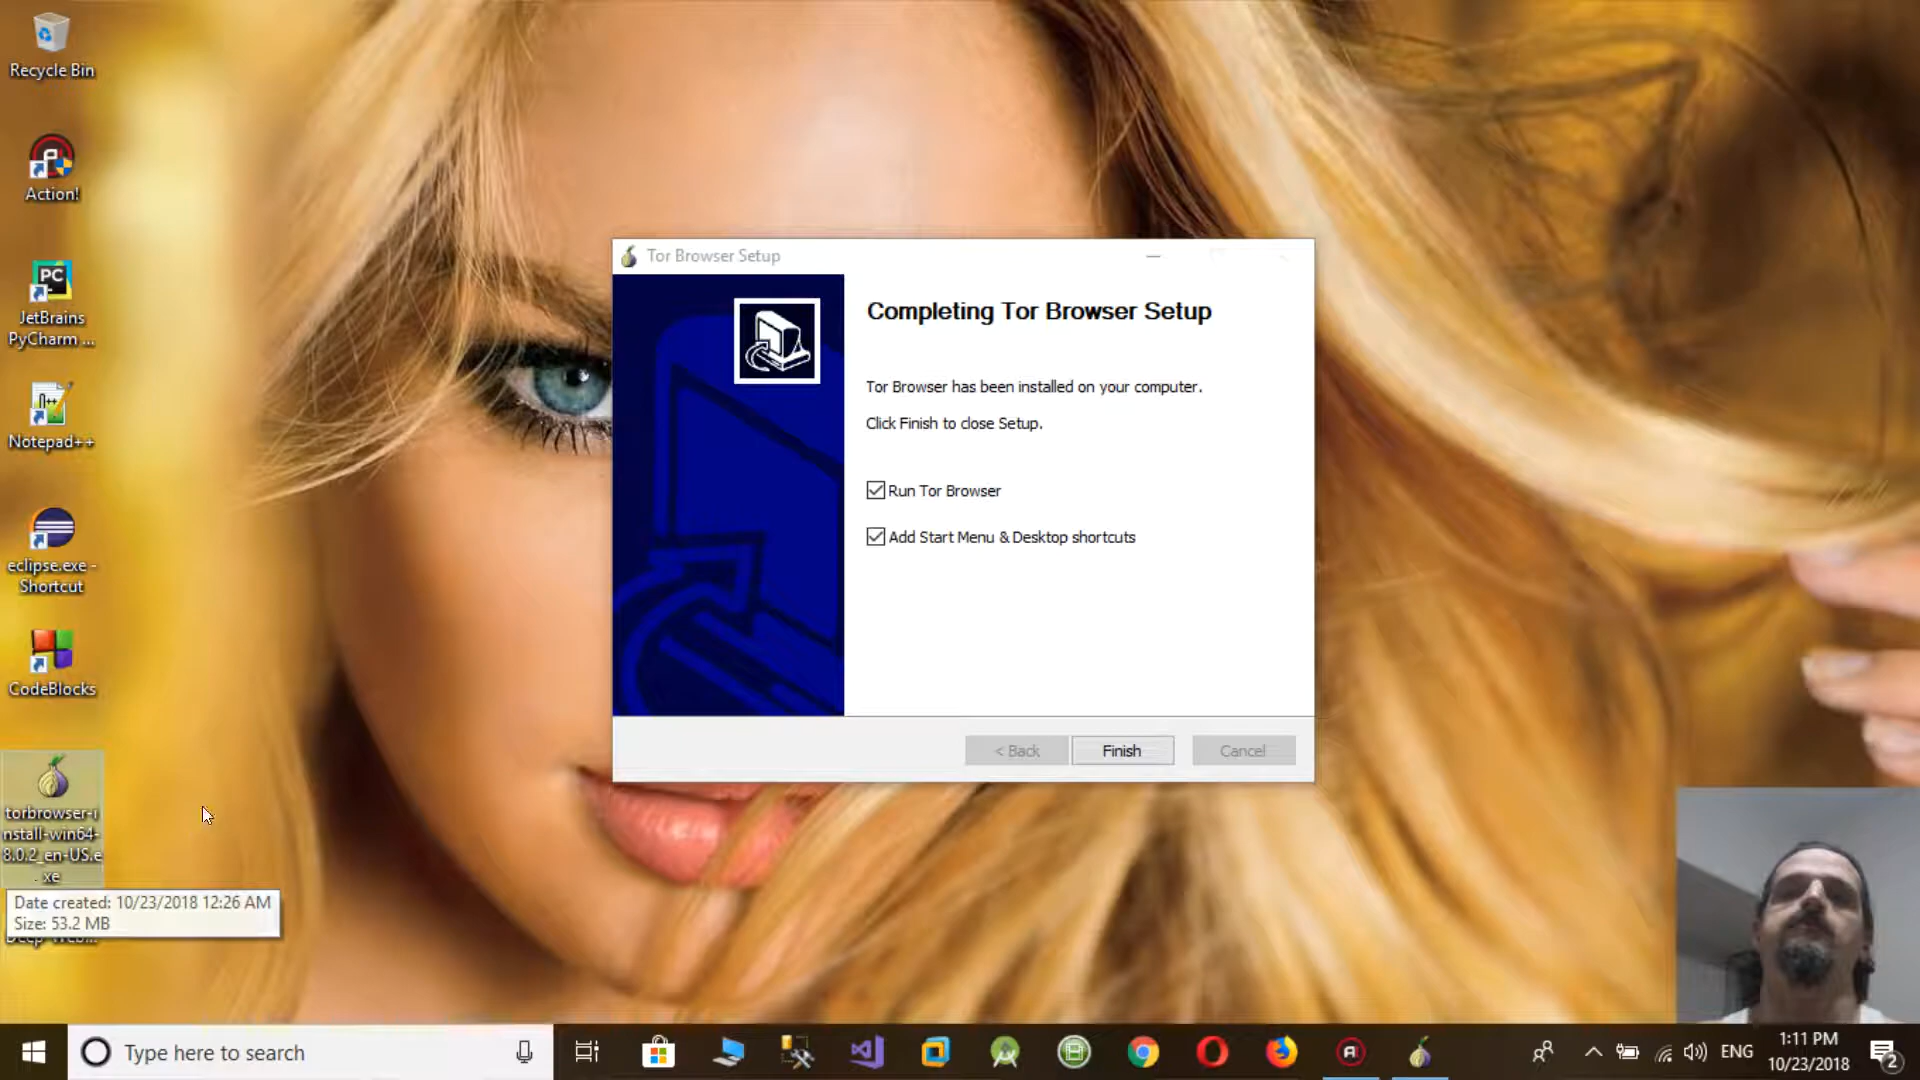 Recycle Bin
Action!
PC
JetBrains
PyCharm ...
Notepad++
eclipse.exe -
Shortcut
CodeBlocks
torbrowser-i
nstall-win64-
8.0.2_en-US.e
xe
Date created: 10/23/2018 12:26 AM
Size: 53.2 MB
Tor Browser Setup
Completing Tor Browser Setup
Tor Browser has been installed on your computer.
Click Finish to close Setup.
Run Tor Browser
Add Start Menu & Desktop shortcuts
< Back
Finish
Cancel
Type here to search
ENG
1:11 PM
10/23/2018
2